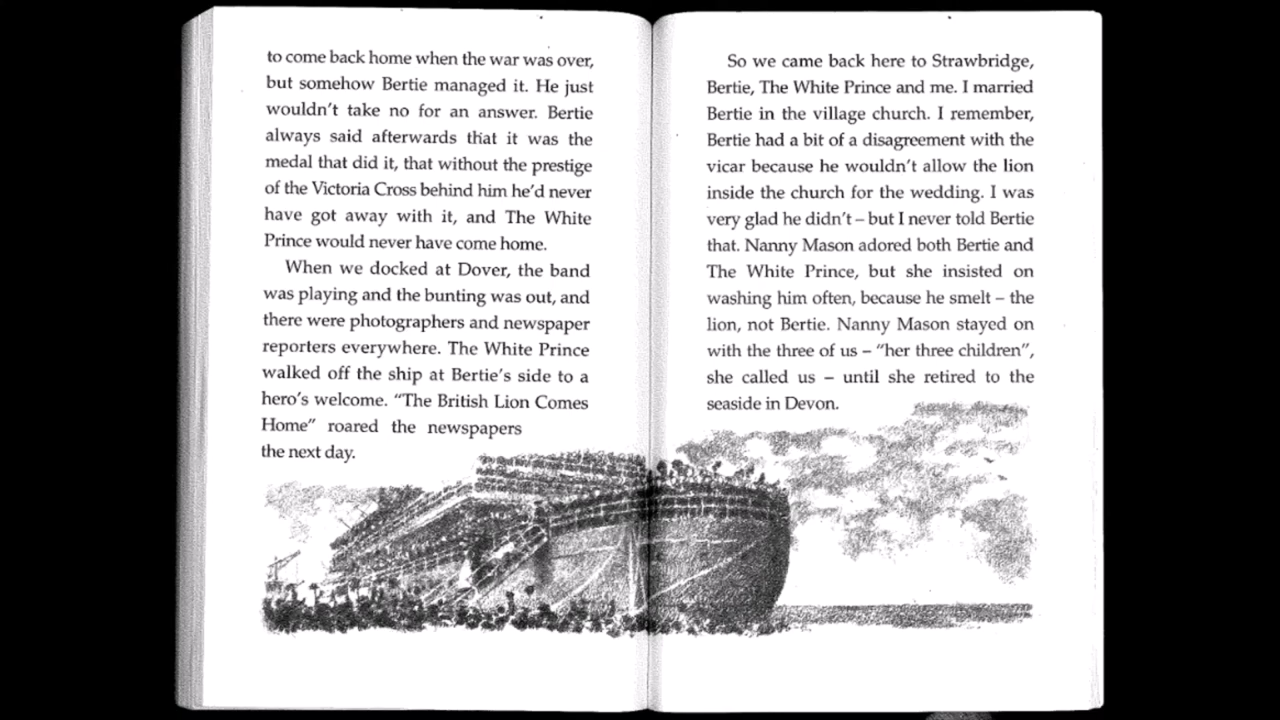 to come back home when the war was over,
but somehow Bertie managed it. He just
wouldn't take no for an answer. Bertie
always said afterwards that it was the
medal that did it, that without the prestige
of the Victoria Cross behind him he'd never
have got away with it, and The White
Prince would never have come home.
When we docked at Dover, the band
was playing and the bunting was out, and
there were photographers and newspaper
reporters everywhere. The White Prince
walked off the ship at Bertie's side to a
hero's welcome. "The British Lion Comes
Home" roared the newspapers
the next day.
So we came back here to Strawbridge,
Bertie, The White Prince and me. I married
Bertie in the village church. I remember,
Bertie had a bit of a disagreement with the
vicar because he wouldn't allow the lion
inside the church for the wedding. I was
very glad he didn't – but I never told Bertie
that. Nanny Mason adored both Bertie and
The White Prince, but she insisted on
washing him often, because he smelt – the
lion, not Bertie. Nanny Mason stayed on
with the three of us – "her three children",
she called us – until she retired to the
seaside in Devon.